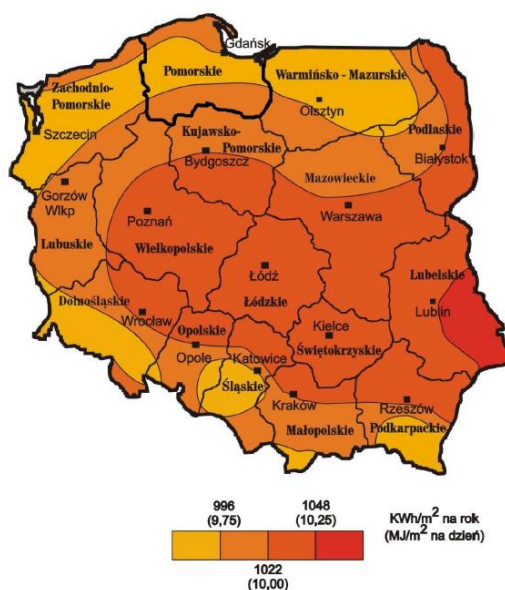 Gdańsk
Pomorskie
Warmińsko - Mazurskie
Zachodnio-
Pomorskie
Olsztyn
Szczecin
Kujawsko-
Pomorskie
Podlaskie
Bydgoszcz
Białystok
Mazowieckie
Gorzów
Wlkp
Poznań
Warszawa
Lubuskie
Wielkopolskie
Łódź
Lubelskie
Dolnośląskie
Łódzkie
Lublin
Wrocław
Opolskie
Kielce
Opole
Katowice
Świętokrzyskie
Śląskie
Kraków
Rzeszów
Małopolskie
Podkarpackie
996
(9,75)
1048
(10,25)
KWh/m² na rok
(MJ/m² na dzień)
1022
(10,00)